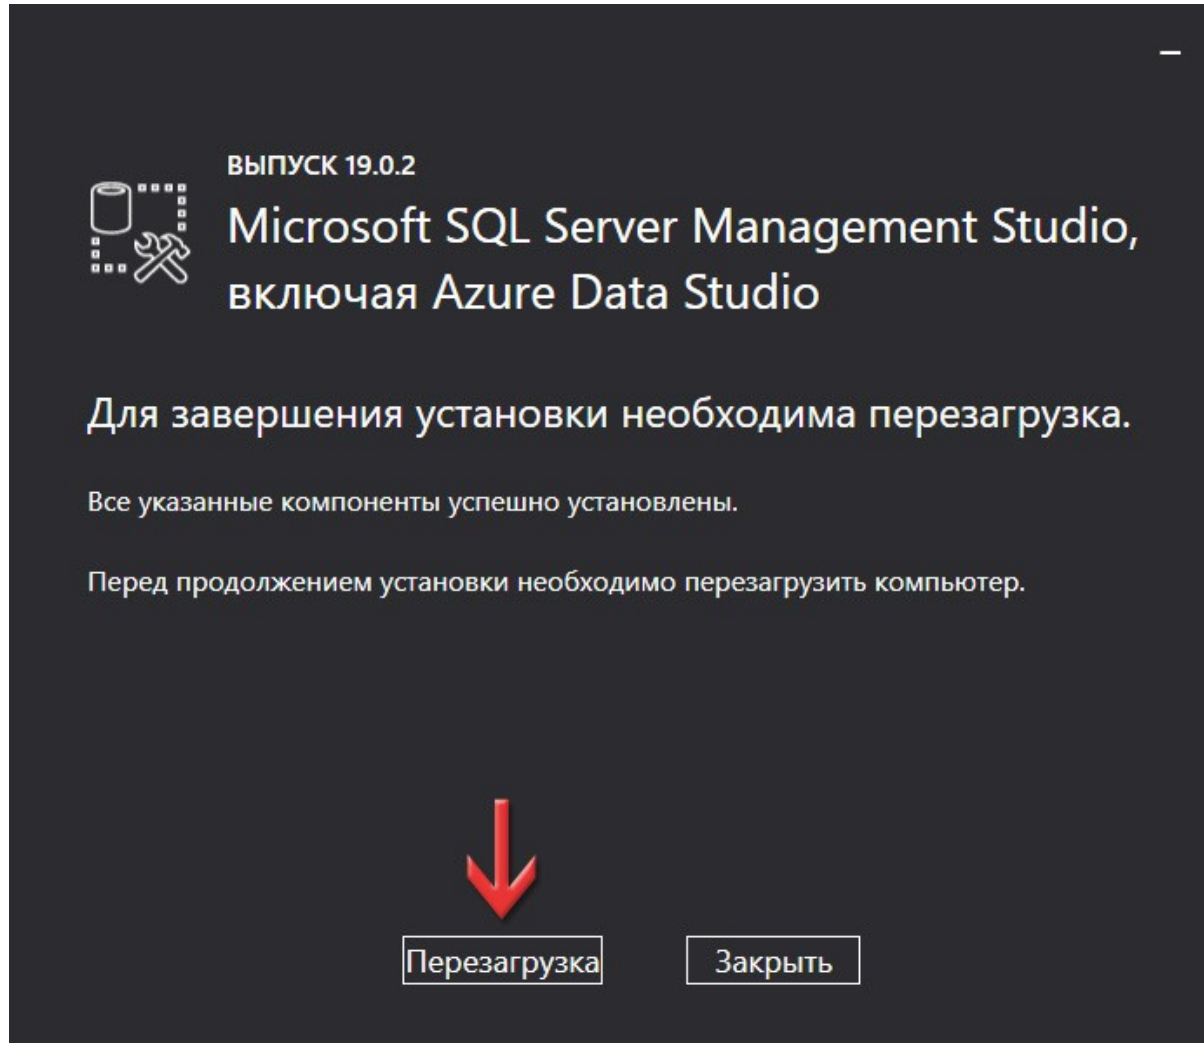 ВЫПУСК 19.0.2
Microsoft SQL Server Management Studio,
включая Azure Data Studio
Для завершения установки необходима перезагрузка.
Все указанные компоненты успешно установлены.
Перед продолжением установки необходимо перезагрузить компьютер.
Перезагрузка Закрыть